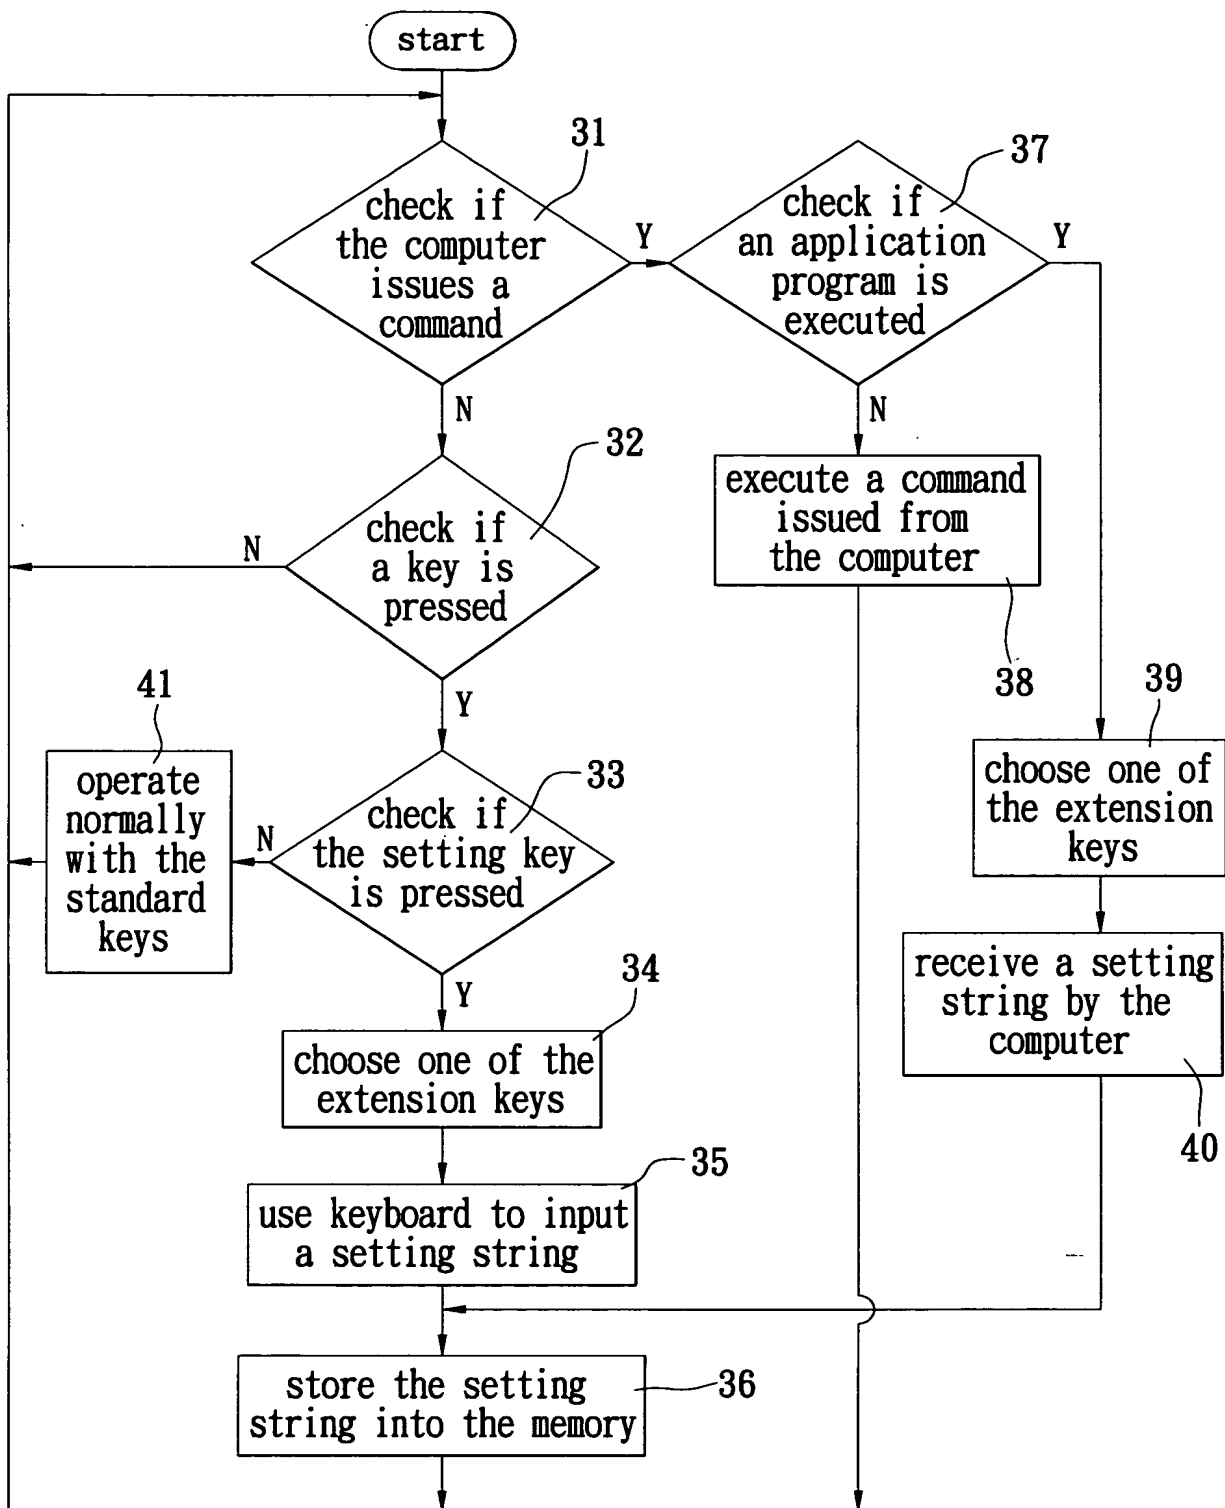 start
31
check if
the computer
issues a
command
Y
N
37
check if
an application
program is
executed
Y
N
32
check if
a key is
pressed
N
Y
execute a command
issued from
the computer
38
41
operate
normally
with the
standard
keys
33
check if
the setting key
is pressed
N
Y
39
choose one of
the extension
keys
receive a setting
string by the
computer
40
34
choose one of the
extension keys
35
use keyboard to input
a setting string
36
store the setting
string into the memory